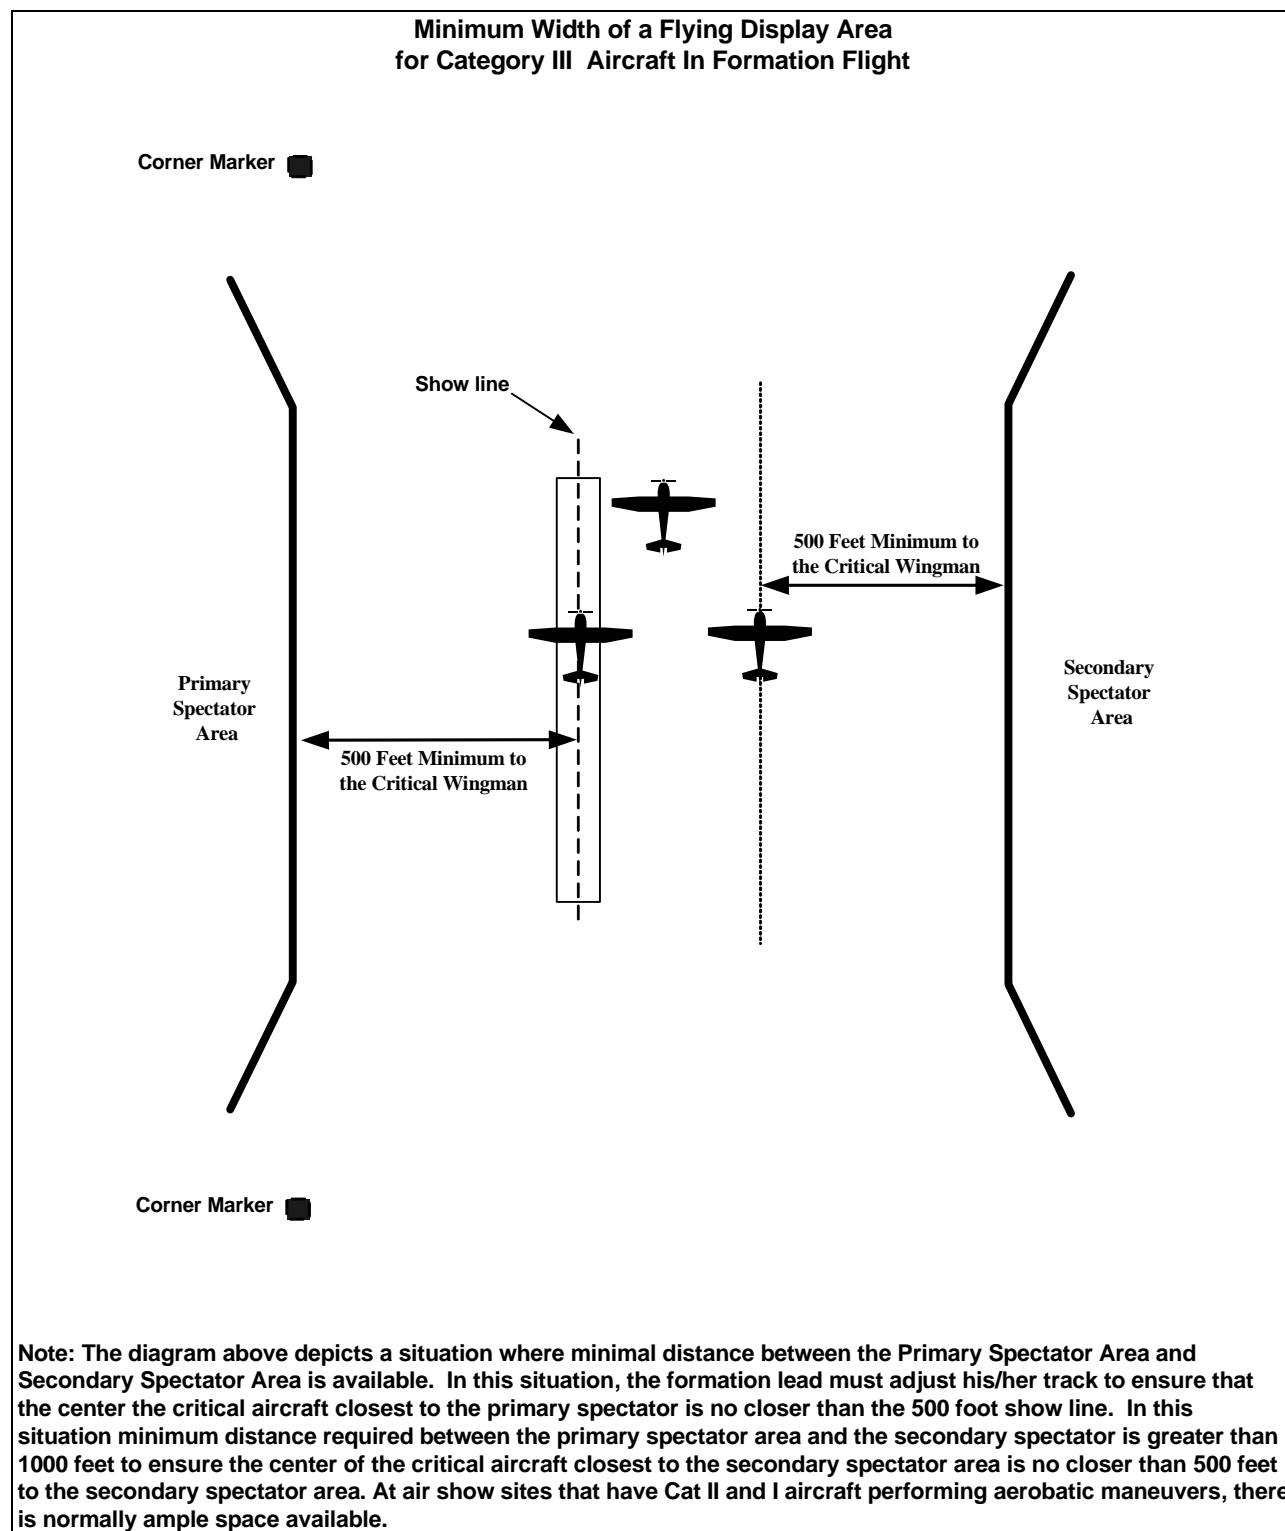 Minimum Width of a Flying Display Area
for Category III  Aircraft In Formation Flight
Corner Marker
Show line
500 Feet Minimum to
the Critical Wingman
Primary
Spectator
Area
Secondary
Spectator
Area
500 Feet Minimum to
the Critical Wingman
Corner Marker
Note: The diagram above depicts a situation where minimal distance between the Primary Spectator Area and
Secondary Spectator Area is available.  In this situation, the formation lead must adjust his/her track to ensure that
the center the critical aircraft closest to the primary spectator is no closer than the 500 foot show line.  In this
situation minimum distance required between the primary spectator area and the secondary spectator is greater than
1000 feet to ensure the center of the critical aircraft closest to the secondary spectator area is no closer than 500 feet
to the secondary spectator area. At air show sites that have Cat II and I aircraft performing aerobatic maneuvers, there
is normally ample space available.